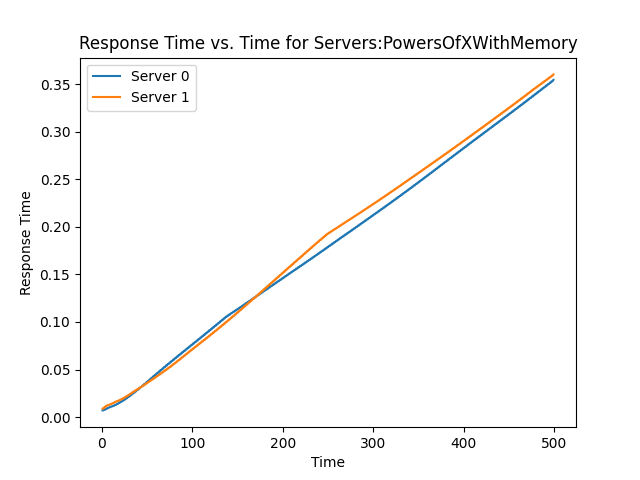 Response Time vs. Time for Servers:PowersOfXWithMemory
Server 0
Server 1
Response Time
0.35
0.30
0.25
0.20
0.15
0.10
0.05
0.00
0 100 200 300 400 500
Time